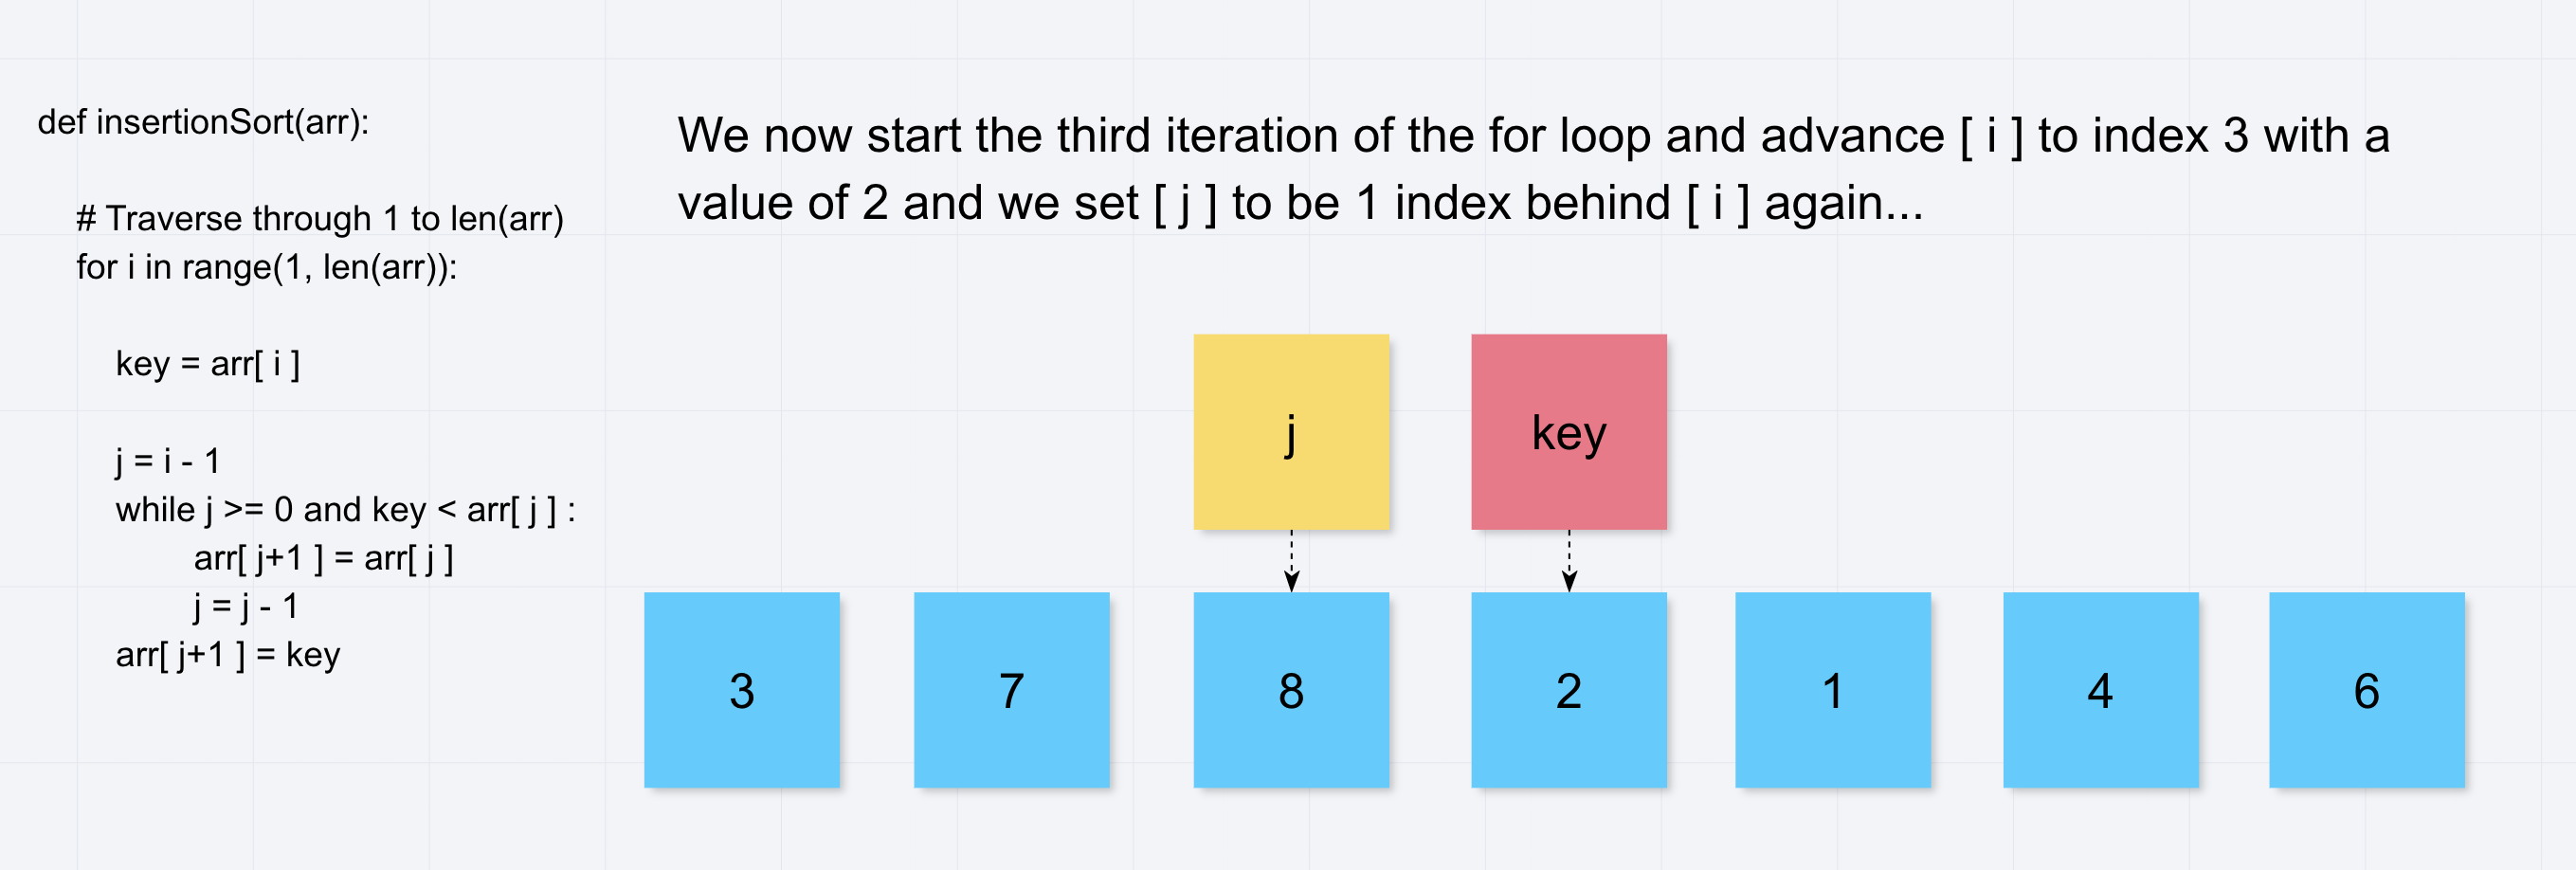 def insertionSort(arr):
# Traverse through 1 to len(arr)
for i in range(1, len(arr)):
key = arr[ i ]
j = i - 1
while j >= 0 and key < arr[ j ] :
arr[ j+1 ] = arr[ j ]
j = j - 1
arr[ j+1 ] = key
We now start the third iteration of the for loop and advance [ i ] to index 3 with a
value of 2 and we set [ j ] to be 1 index behind [ i ] again...
j
key
3
7
8
2
1
4
6